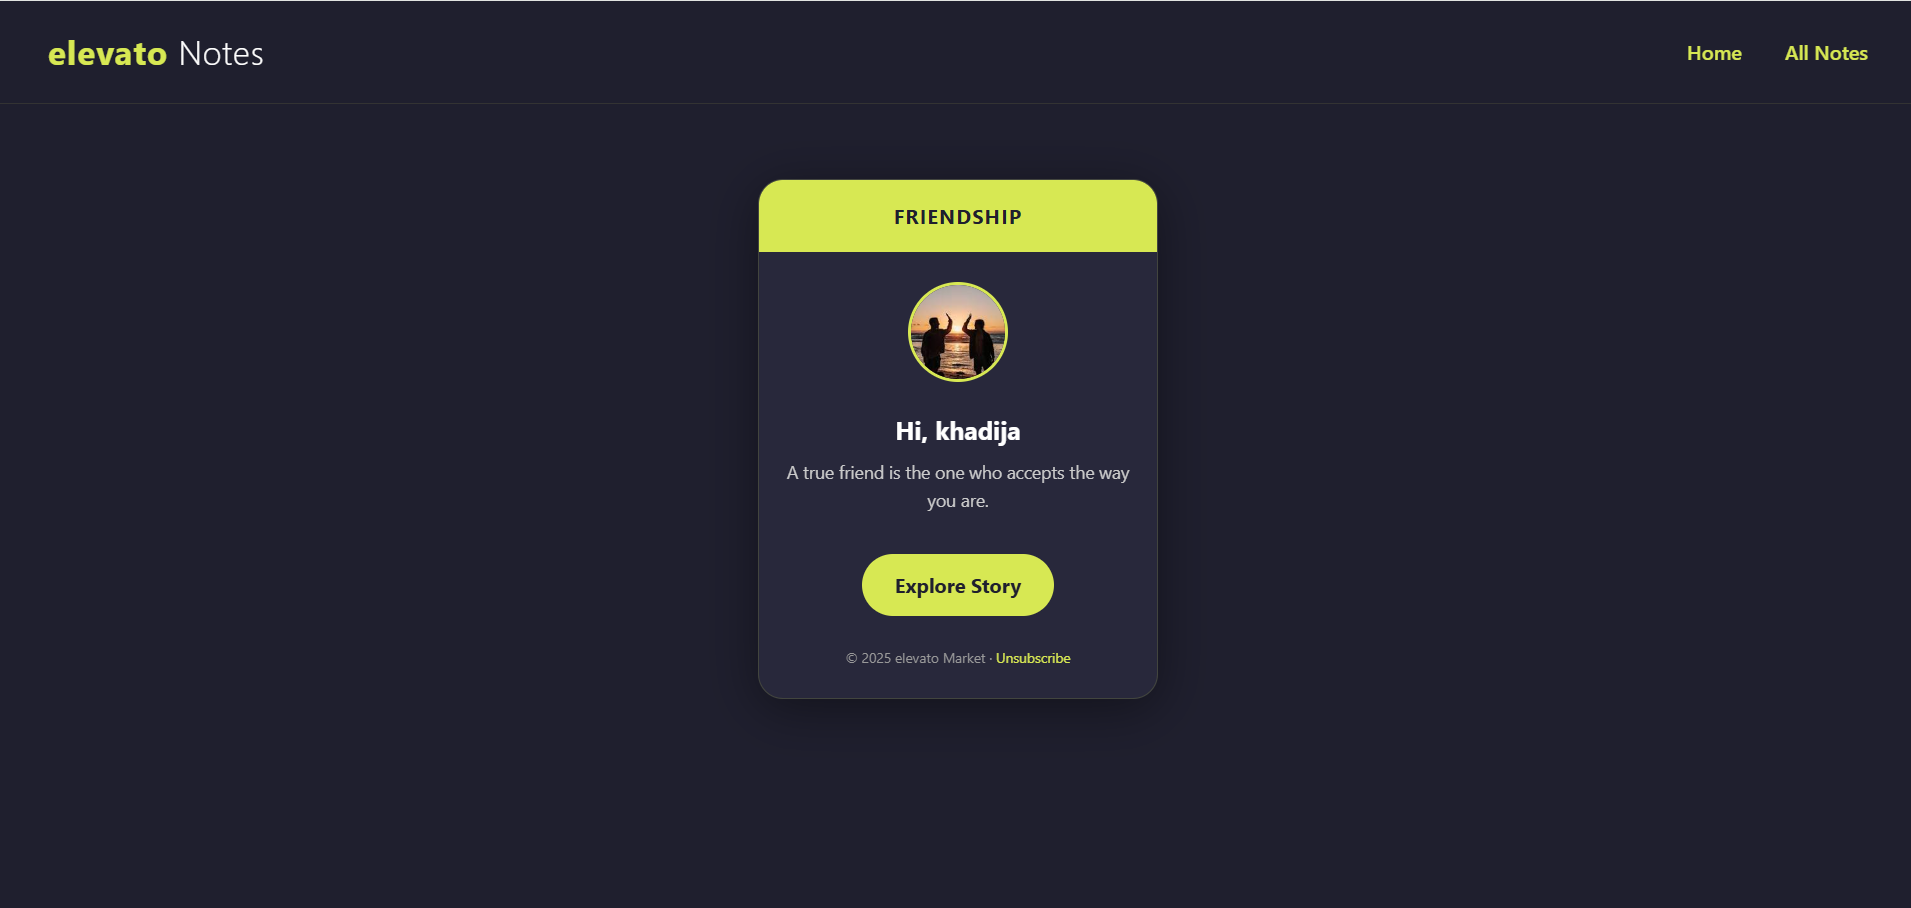 elevato Notes
Home
All Notes
FRIENDSHIP
Hi, khadija
A true friend is the one who accepts the way
you are.
Explore Story
© 2025 elevato Market · Unsubscribe